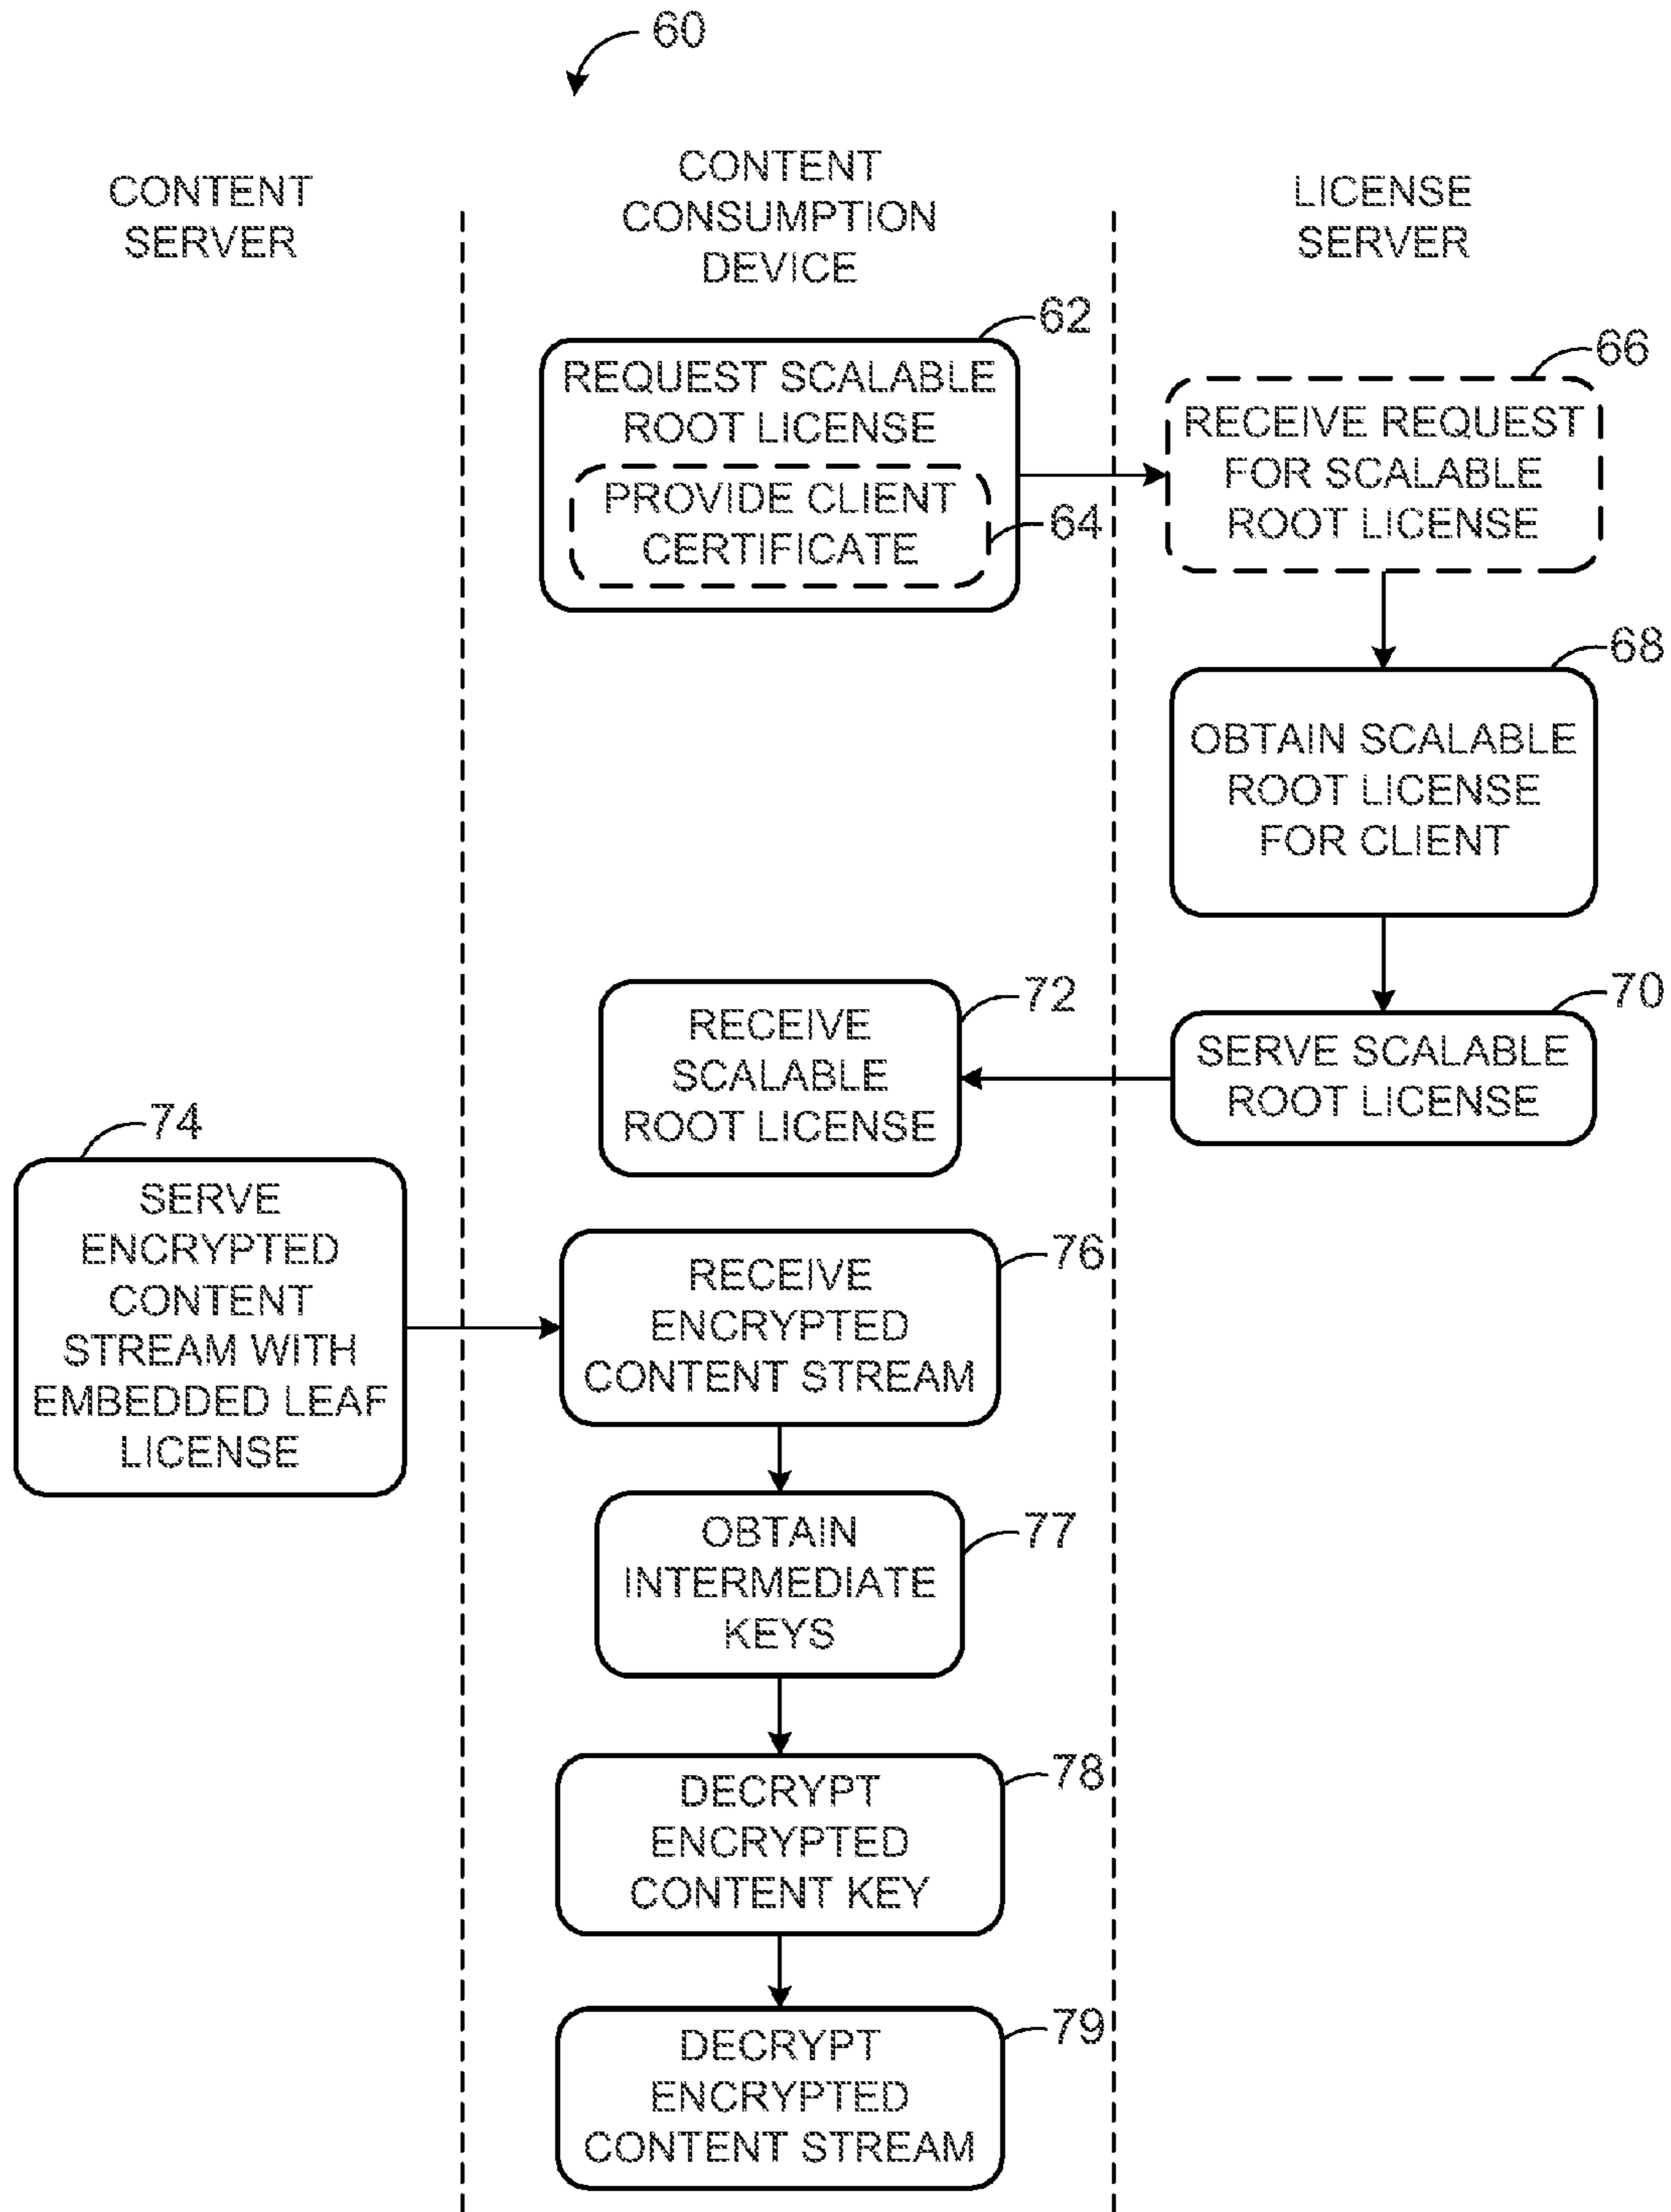 60
CONTENT
SERVER
CONTENT
CONSUMPTION
DEVICE
LICENSE
SERVER
62
REQUEST SCALABLE
ROOT LICENSE
PROVIDE CLIENT
CERTIFICATE
64
66
RECEIVE REQUEST
FOR SCALABLE
ROOT LICENSE
68
OBTAIN SCALABLE
ROOT LICENSE
FOR CLIENT
70
SERVE SCALABLE
ROOT LICENSE
72
RECEIVE
SCALABLE
ROOT LICENSE
74
SERVE
ENCRYPTED
CONTENT
STREAM WITH
EMBEDDED LEAF
LICENSE
76
RECEIVE
ENCRYPTED
CONTENT STREAM
77
OBTAIN
INTERMEDIATE
KEYS
78
DECRYPT
ENCRYPTED
CONTENT KEY
79
DECRYPT
ENCRYPTED
CONTENT STREAM